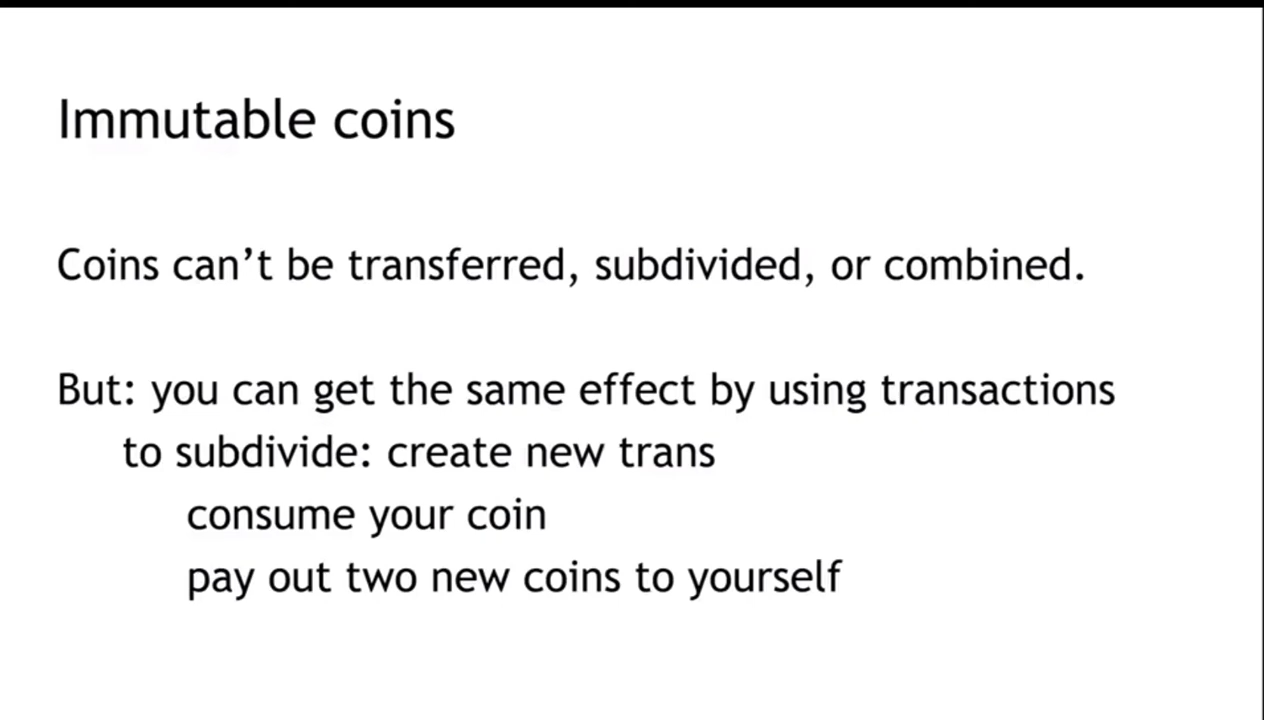 Immutable coins
Coins can’t be transferred, subdivided, or combined.
But: you can get the same effect by using transactions
to subdivide: create new trans
consume your coin
pay out two new coins to yourself